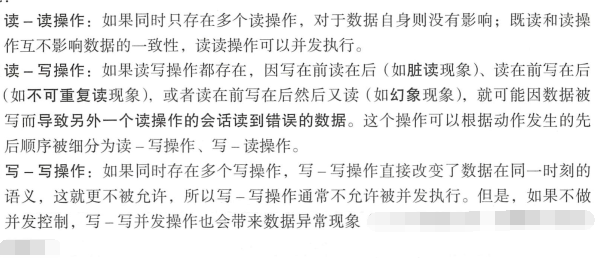 读－读操作：如果同时只存在多个读操作，对于数据自身则没有影响；既读和读操
作互不影响数据的一致性，读读操作可以并发执行。
读－写操作：如果读写操作都存在，因写在前读在后（如脏读现象）、读在前写在后
（如不可重复读现象），或者读在前写在后然后又读（如幻象现象），就可能因数据被
写而导致另外一个读操作的会话读到错误的数据。这个操作可以根据动作发生的先
后顺序被细分为读－写操作、写－读操作。
写－写操作：如果同时存在多个写操作，写－写操作直接改变了数据在同一时刻的
语义，这就更不被允许，所以写－写操作通常不允许被并发执行。但是，如果不做
并发控制，写－写并发操作也会带来数据异常现象